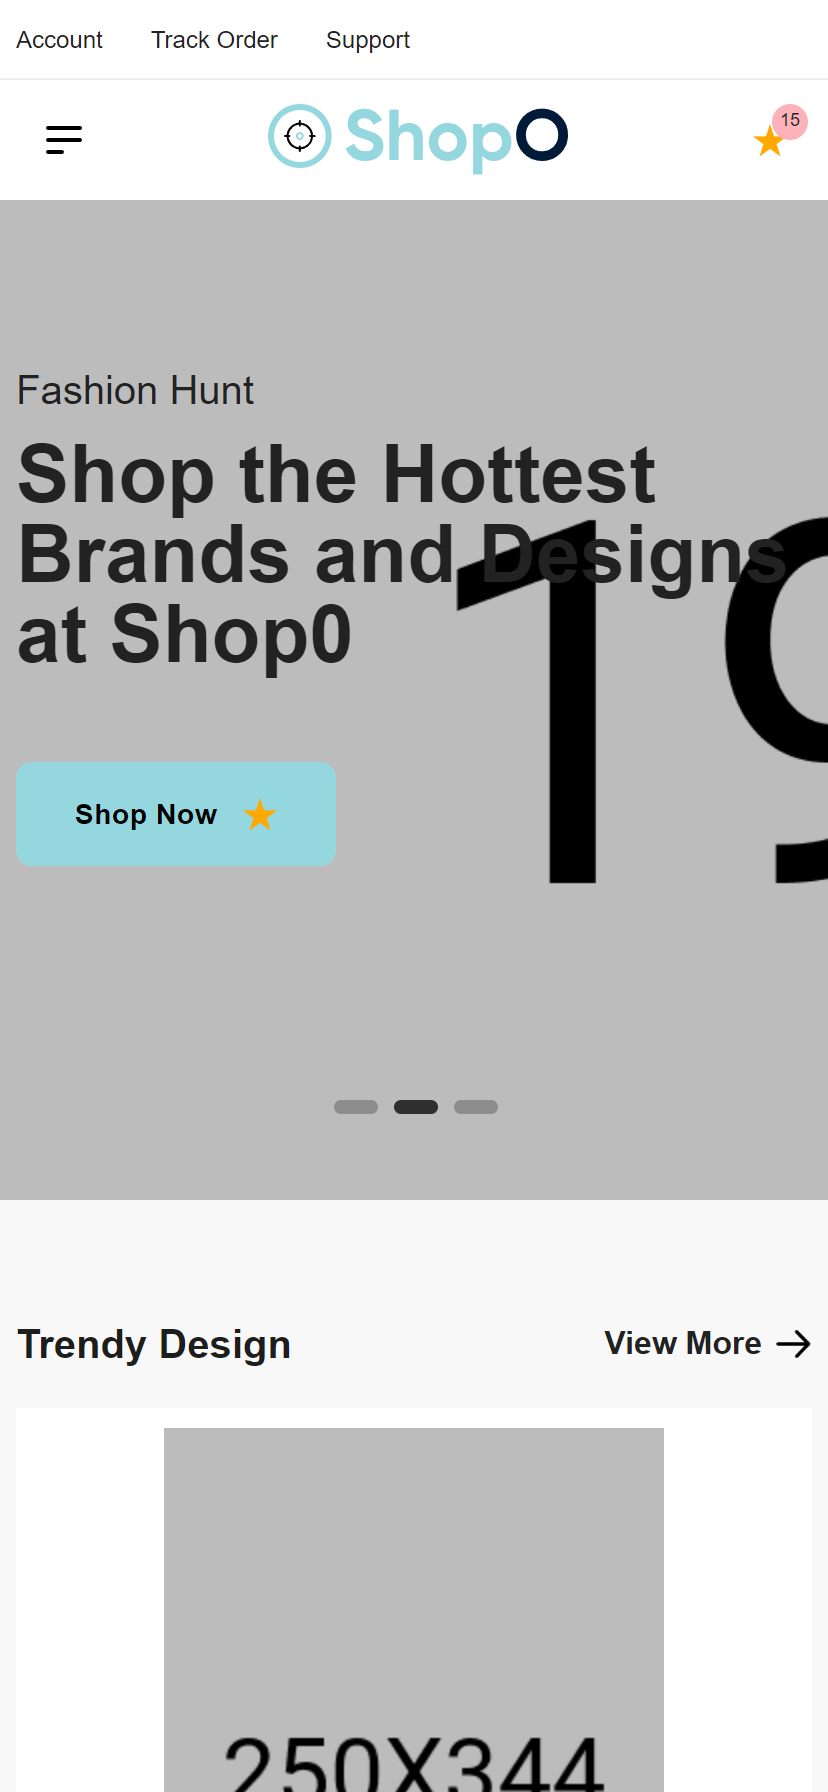 Account Track Order Support
ShopO
15
Fashion Hunt
Shop the Hottest
Brands and Designs
at Shop0
19
Shop Now
Trendy Design
View More
250X344